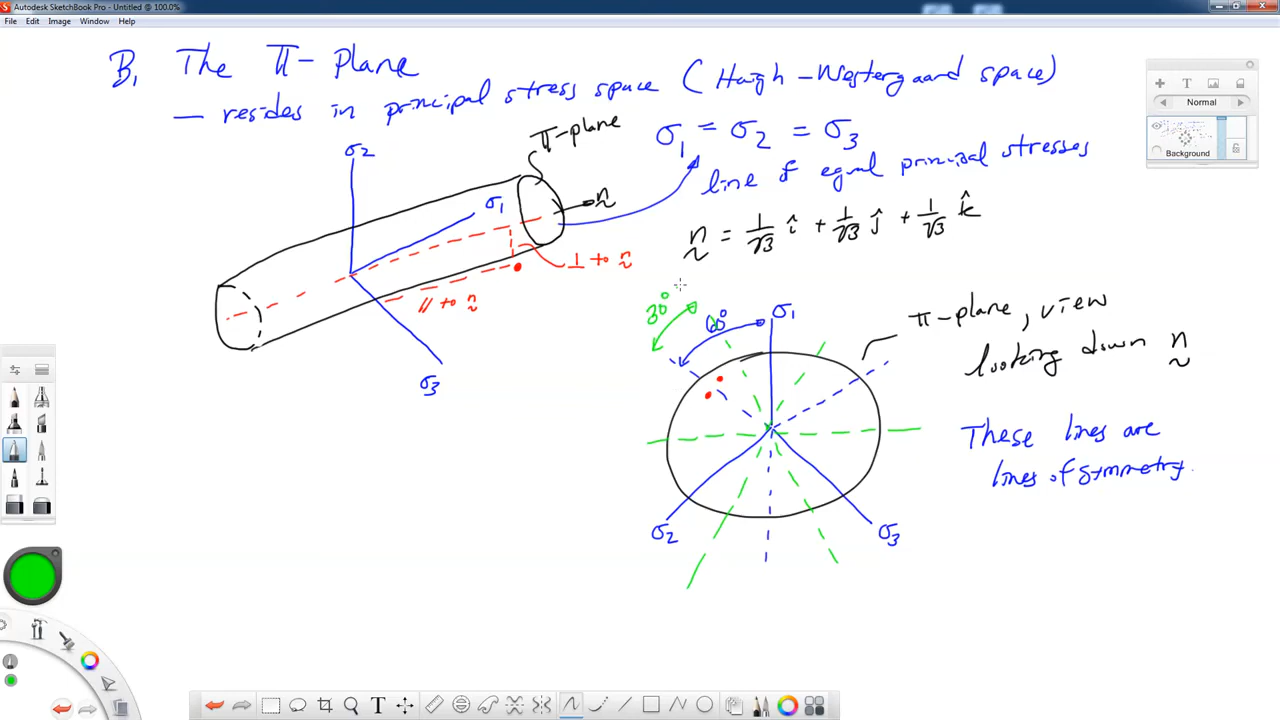 Autodesk SketchBook Pro - [Untitled @ 100.0%]
File Edit Image Window Help
B, The π-Plane
— resides in principal stress space (Haigh-Westergaard space)
π-plane
σ₁ = σ₂ = σ₃
line of equal principal stresses
σ₂
σ₁
n
n = 1/√3 î + 1/√3 ĵ + 1/√3 k̂
⊥ to n
// to n
σ₃
30°
60°
σ₁
π-plane, view
looking down n
These lines are
lines of symmetry.
σ₂
σ₃
Normal
Background
T
T